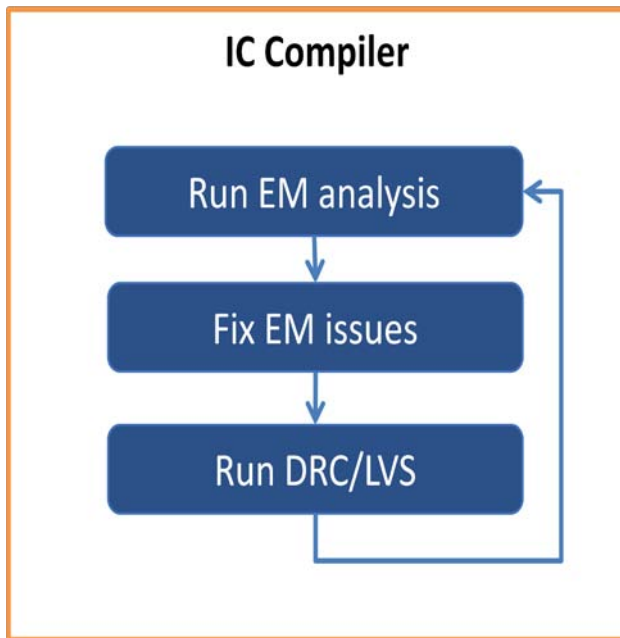 IC Compiler
Run EM analysis
Fix EM issues
Run DRC/LVS